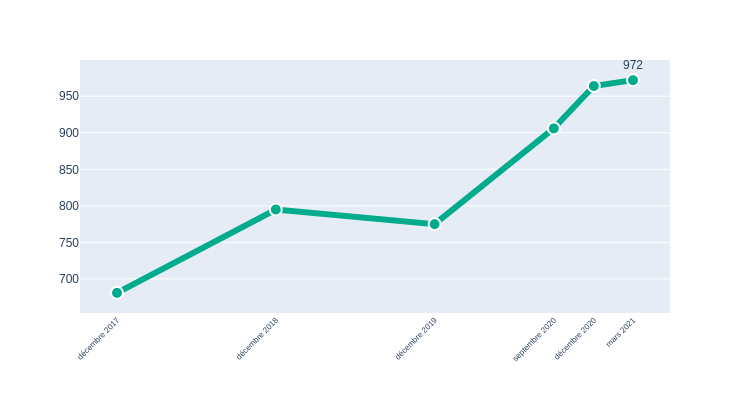 972
950
900
850
800
750
700
décembre 2017
décembre 2018
décembre 2019
septembre 2020
décembre 2020
mars 2021